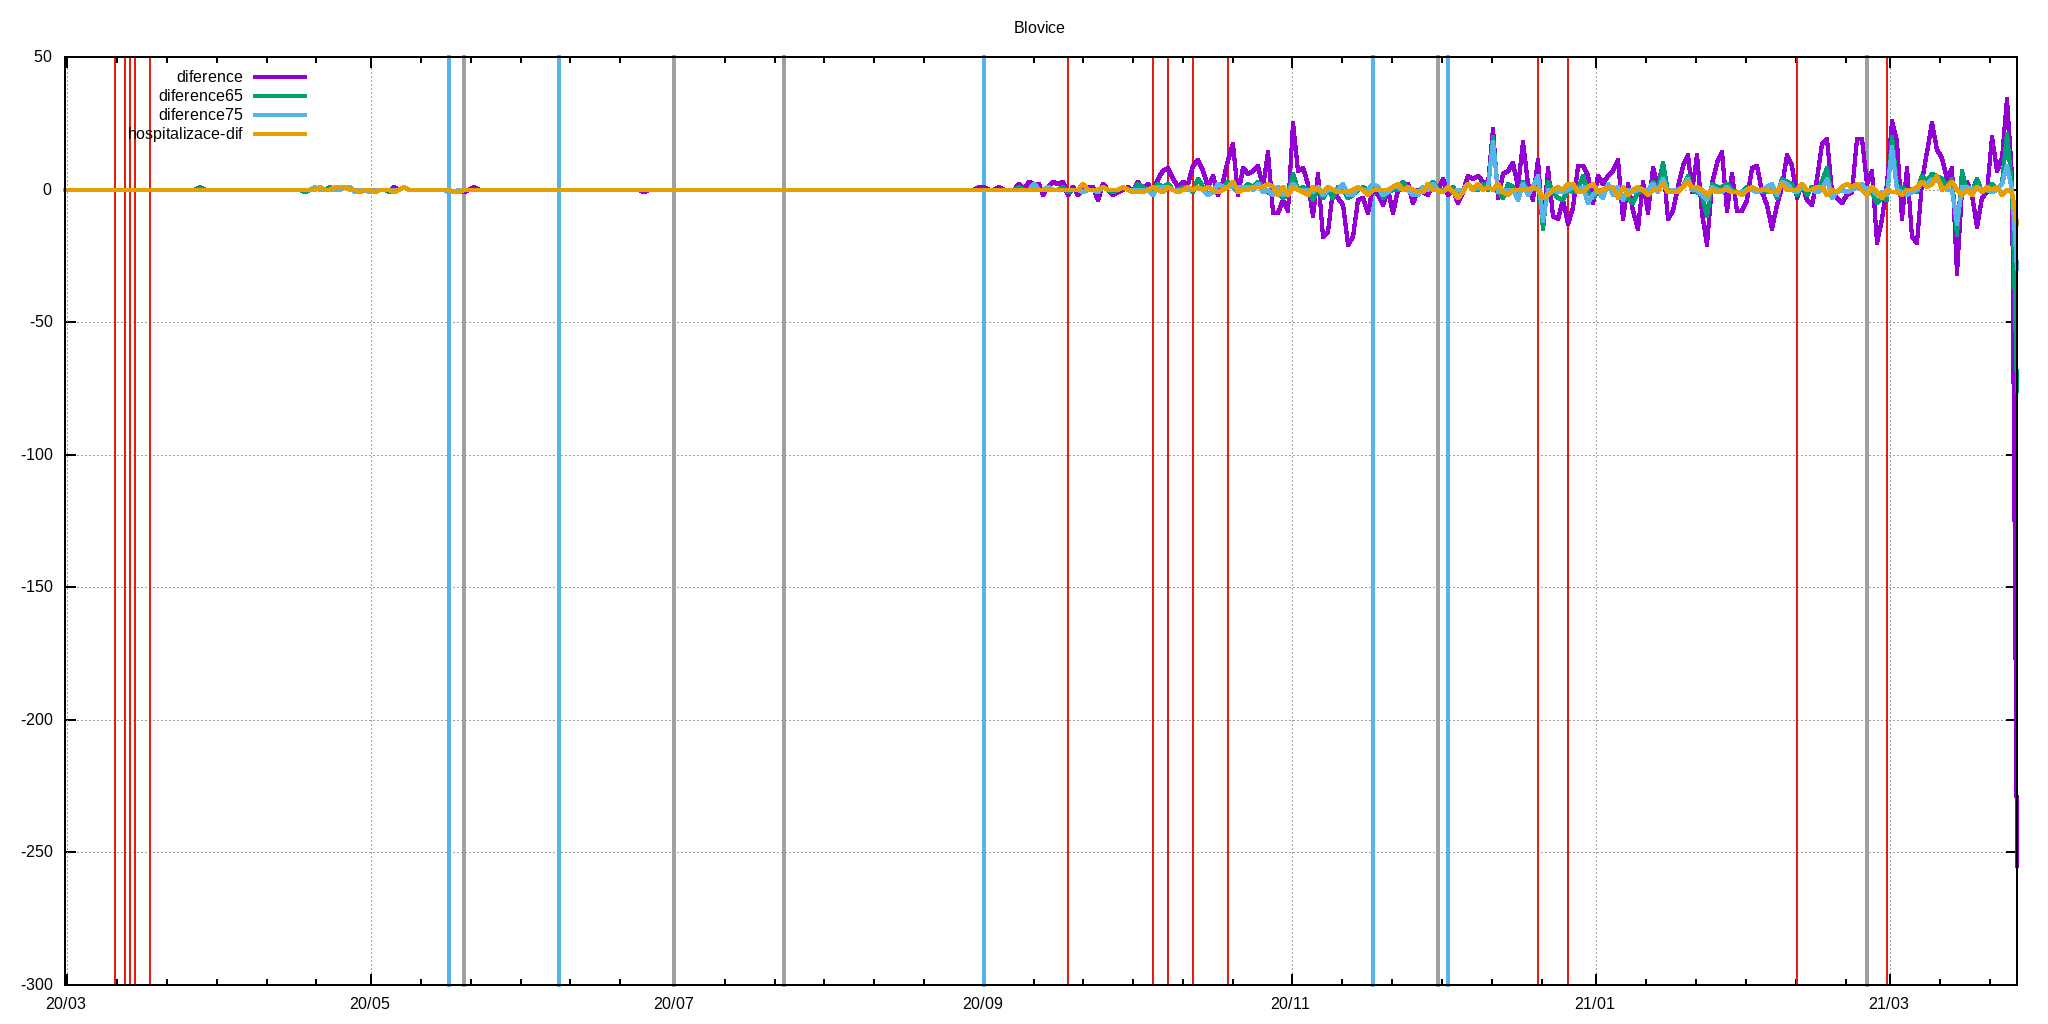 Blovice
50
diference
diference65
diference75
hospitalizace-dif
0
-50
-100
-150
-200
-250
-300
20/03 20/05 20/07 20/09 20/11 21/01 21/03